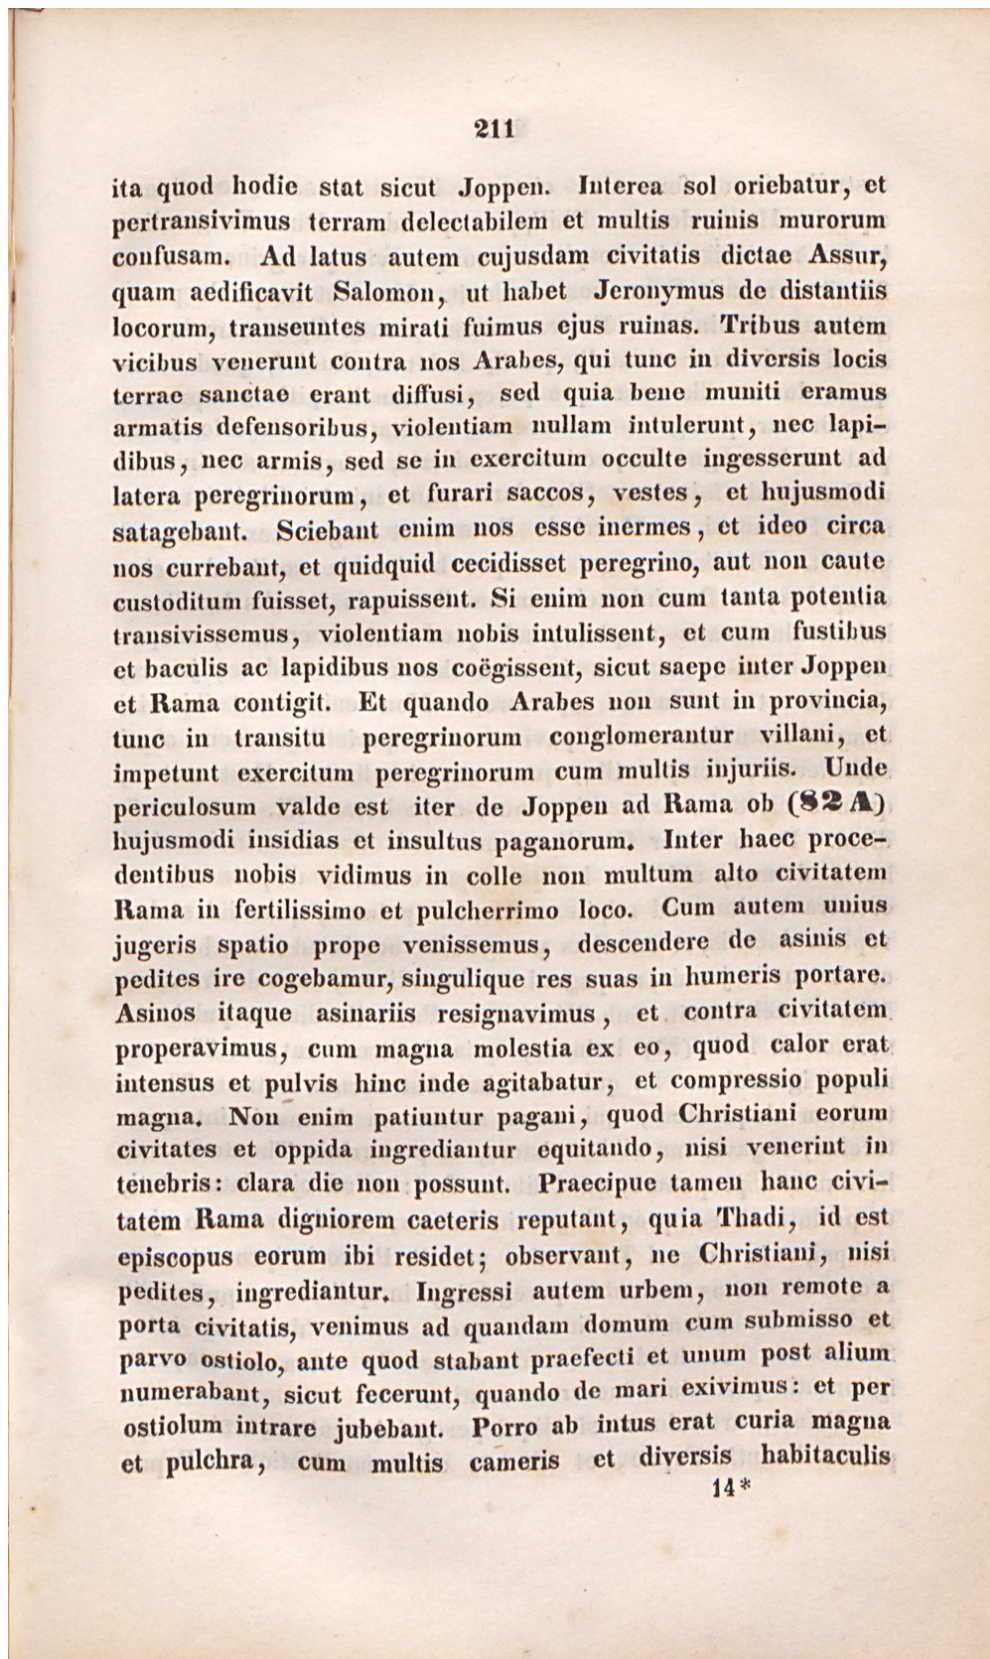 211
ita quod hodie stat sicut Joppen. Interea sol oriebatur, et
pertransivimus terram delectabilem et multis ruinis murorum
confusam. Ad latus autem cujusdam civitatis dictae Assur,
quam aedificavit Salomon, ut habet Jeronymus de distantiis
locorum, transeuntes mirati fuimus ejus ruinas. Tribus autem
vicibus venerunt contra nos Arabes, qui tunc in diversis locis
terrae sanctae erant diffusi, sed quia bene muniti eramus
armatis defensoribus, violentiam nullam intulerunt, nec lapi-
dibus, nec armis, sed se in exercitum occulte ingesserunt ad
latera peregrinorum, et furari saccos, vestes, et hujusmodi
satagebant. Sciebant enim nos esse inermes, et ideo circa
nos currebant, et quidquid cecidisset peregrino, aut non caute
custoditum fuisset, rapuissent. Si enim non cum tanta potentia
transivissemus, violentiam nobis intulissent, et cum fustibus
et baculis ac lapidibus nos coëgissent, sicut saepe inter Joppen
et Rama contigit. Et quando Arabes non sunt in provincia,
tunc in transitu peregrinorum conglomerantur villani, et
impetunt exercitum peregrinorum cum multis injuriis. Unde
periculosum valde est iter de Joppen ad Rama ob (82 A)
hujusmodi insidias et insultus paganorum. Inter haec proce-
dentibus nobis vidimus in colle non multum alto civitatem
Rama in fertilissimo et pulcherrimo loco. Cum autem unius
jugeris spatio prope venissemus, descendere de asinis et
pedites ire cogebamur, singulique res suas in humeris portare.
Asinos itaque asinariis resignavimus, et contra civitatem
properavimus, cum magna molestia ex eo, quod calor erat
intensus et pulvis hinc inde agitabatur, et compressio populi
magna. Non enim patiuntur pagani, quod Christiani eorum
civitates et oppida ingrediantur equitando, nisi venerint in
tenebris: clara die non possunt. Praecipue tamen hanc civi-
tatem Rama digniorem caeteris reputant, quia Thadi, id est
episcopus eorum ibi residet; observant, ne Christiani, nisi
pedites, ingrediantur. Ingressi autem urbem, non remote a
porta civitatis, venimus ad quandam domum cum submisso et
parvo ostiolo, ante quod stabant praefecti et unum post alium
numerabant, sicut fecerunt, quando de mari exivimus: et per
ostiolum intrare jubebant. Porro ab intus erat curia magna
et pulchra, cum multis cameris et diversis habitaculis
14*